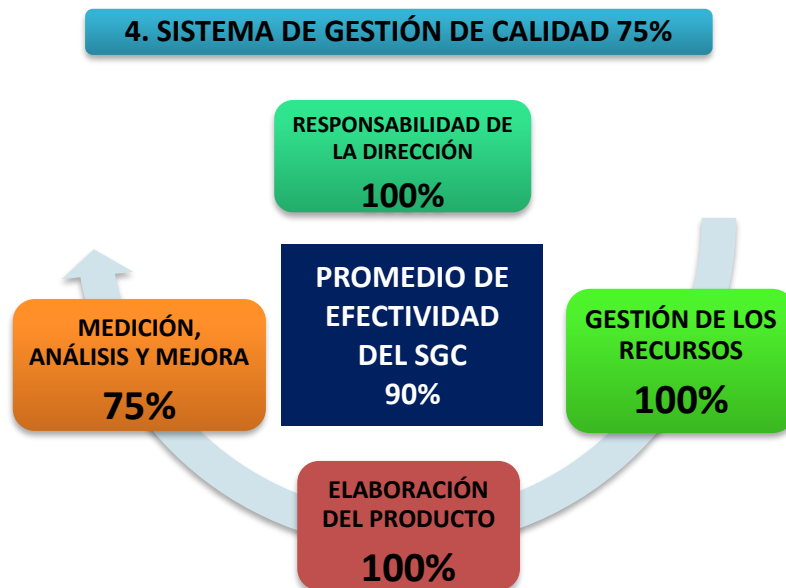 4. SISTEMA DE GESTIÓN DE CALIDAD 75%
RESPONSABILIDAD DE
LA DIRECCIÓN
100%
PROMEDIO DE
EFECTIVIDAD
DEL SGC
90%
MEDICIÓN,
ANÁLISIS Y MEJORA
75%
GESTIÓN DE LOS
RECURSOS
100%
ELABORACIÓN
DEL PRODUCTO
100%